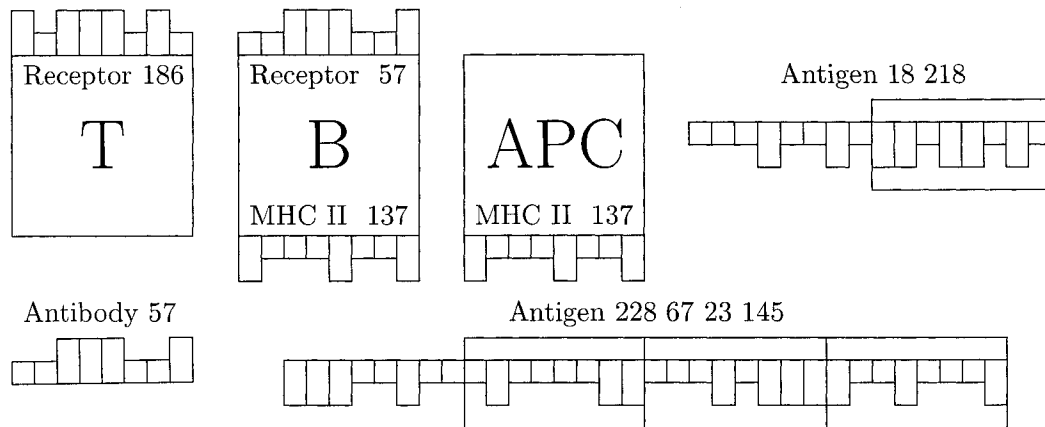 Receptor 186
T
Receptor 57
B
MHC II 137
APC
MHC II 137
Antigen 18 218
Antibody 57
Antigen 228 67 23 145